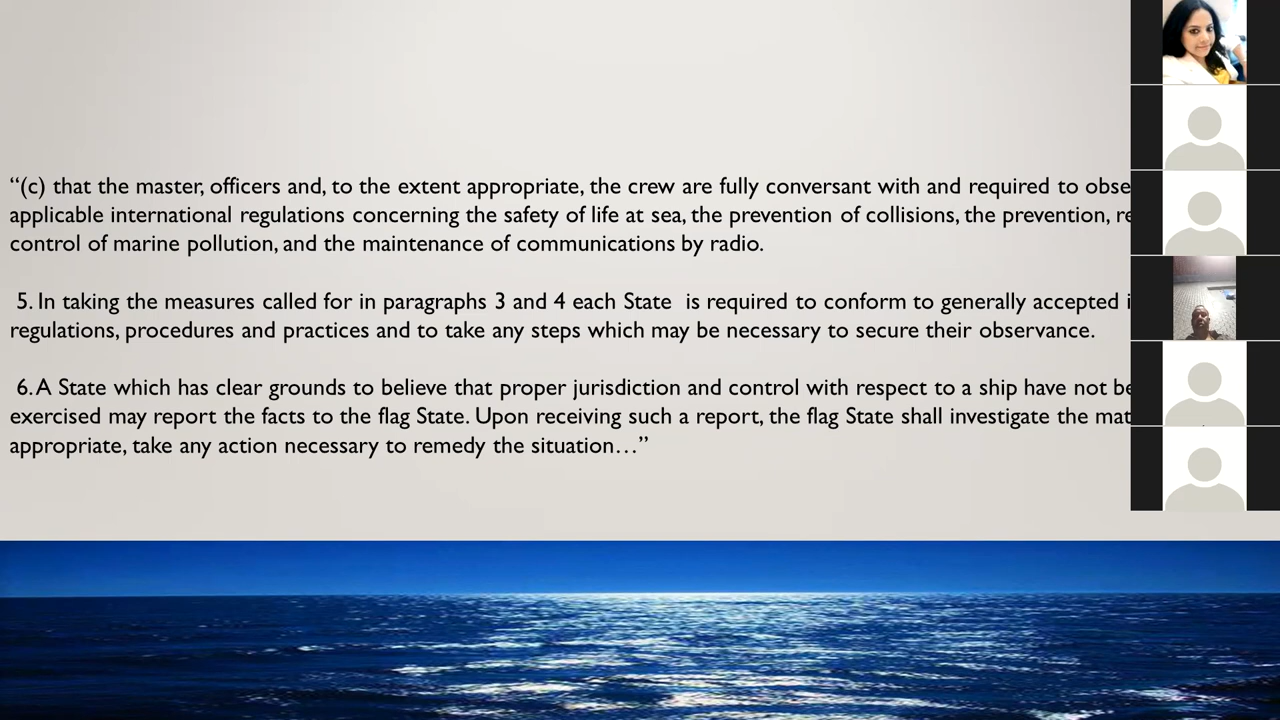 “(c) that the master, officers and, to the extent appropriate, the crew are fully conversant with and required to
applicable international regulations concerning the safety of life at sea, the prevention of collisions, the prevention,
control of marine pollution, and the maintenance of communications by radio.
5. In taking the measures called for in paragraphs 3 and 4 each State is required to conform to generally accepted
regulations, procedures and practices and to take any steps which may be necessary to secure their observance.
6. A State which has clear grounds to believe that proper jurisdiction and control with respect to a ship have not
exercised may report the facts to the flag State. Upon receiving such a report, the flag State shall investigate the
appropriate, take any action necessary to remedy the situation…”